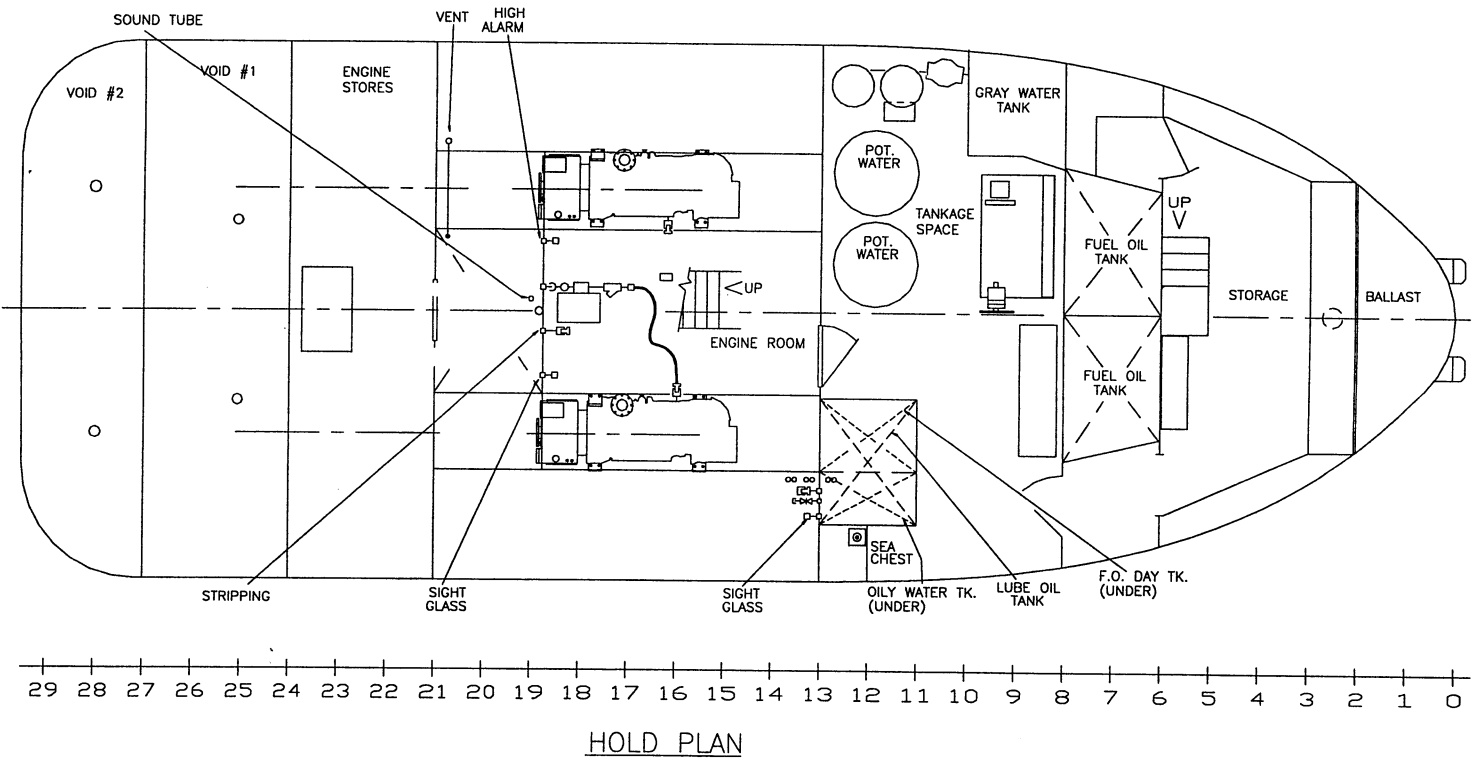 SOUND TUBE
VENT
HIGH
ALARM
VOID #2
VOID #1
ENGINE
STORES
GRAY WATER
TANK
POT.
WATER
TANKAGE
SPACE
POT.
WATER
UP
FUEL OIL
TANK
UP
ENGINE ROOM
STORAGE
BALLAST
FUEL OIL
TANK
SEA
CHEST
STRIPPING
SIGHT
GLASS
SIGHT
GLASS
OILY WATER TK.
(UNDER)
LUBE OIL
TANK
F.O. DAY TK.
(UNDER)
29 28 27 26 25 24 23 22 21 20 19 18 17 16 15 14 13 12 11 10 9 8 7 6 5 4 3 2 1 0
HOLD PLAN